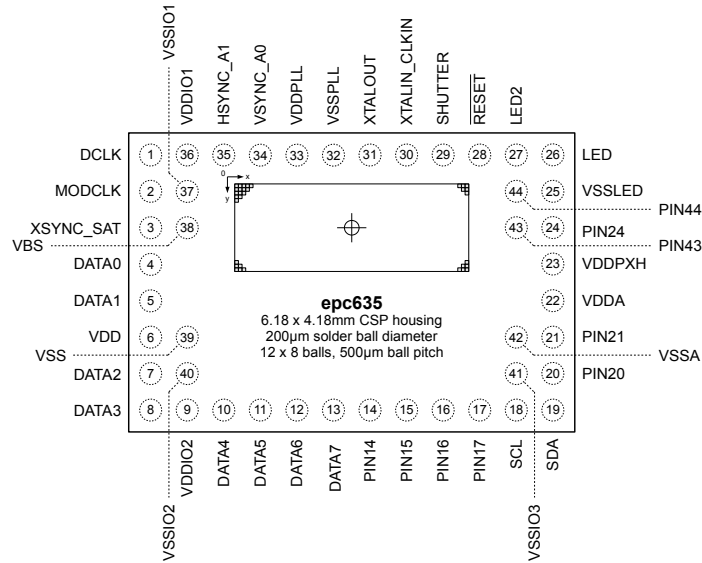 VSSIO1
VDDIO1
HSYNC_A1
VSYNC_A0
VDDPLL
VSSPLL
XTALOUT
XTALIN_CLKIN
SHUTTER
RESET
LED2
DCLK 1 36 35 34 33 32 31 30 29 28 27 26 LED
MODCLK 2 37 0 x 44 25 VSSLED
y
PIN44
XSYNC_SAT 3 38 43 24 PIN24
VBS PIN43
DATA0 4 23 VDDPXH
DATA1 5 22 VDDA
epc635
6.18 x 4.18mm CSP housing
200µm solder ball diameter
12 x 8 balls, 500µm ball pitch
VDD 6 39 42 21 PIN21
VSS VSSA
DATA2 7 40 41 20 PIN20
DATA3 8 9 10 11 12 13 14 15 16 17 18 19
VDDIO2
DATA4
DATA5
DATA6
DATA7
PIN14
PIN15
PIN16
PIN17
SCL
SDA
VSSIO2
VSSIO3